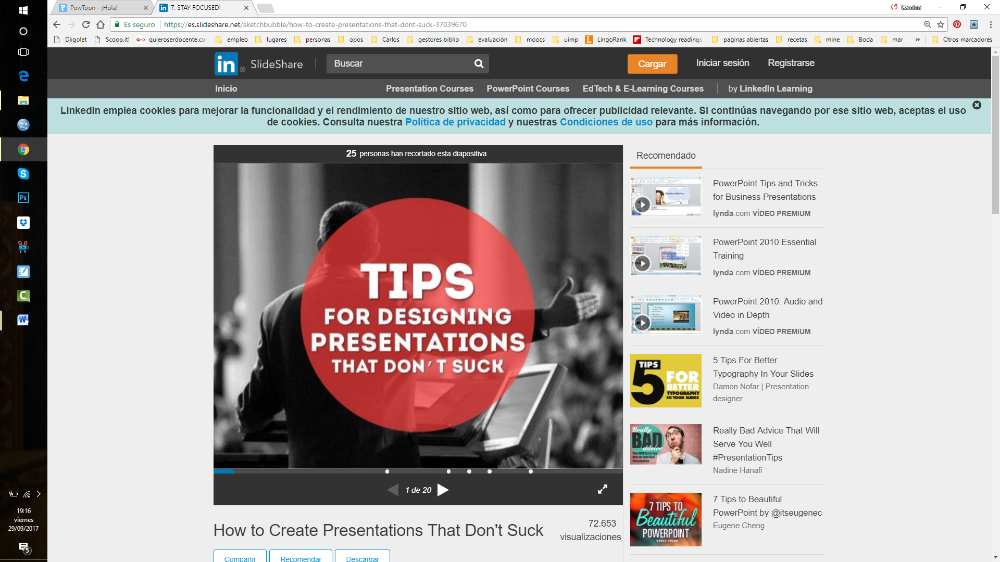 PowToon - ¡Hola!
7. STAY FOCUSED!
Camino
Es seguro
https://es.slideshare.net/sketchbubble/how-to-create-presentations-that-dont-suck-37039670
Diigolet
Scoop.it!
quieroserdocente.co
empleo
lugares
personas
opos
Carlos
gestores biblio
evaluación
moocs
uimp
LingoRank
Technology readings
paginas abiertas
recetas
mine
Boda
mar
»
Otros marcadores
in ® SlideShare
Buscar
Cargar
Iniciar sesión
Registrarse
Inicio
Presentation Courses
PowerPoint Courses
EdTech & E-Learning Courses
by LinkedIn Learning
LinkedIn emplea cookies para mejorar la funcionalidad y el rendimiento de nuestro sitio web, así como para ofrecer publicidad relevante. Si continúas navegando por ese sitio web, aceptas el uso
de cookies. Consulta nuestra Política de privacidad y nuestras Condiciones de uso para más información.
25 personas han recortado esta diapositiva
TIPS
FOR DESIGNING
PRESENTATIONS
THAT DON'T SUCK
1 de 20
How to Create Presentations That Don't Suck
72.653
visualizaciones
Compartir
Recomendar
Descargar
Recomendado
PowerPoint Tips and Tricks
for Business Presentations
lynda.com VÍDEO PREMIUM
PowerPoint 2010 Essential
Training
lynda.com VÍDEO PREMIUM
PowerPoint 2010: Audio and
Video in Depth
lynda.com VÍDEO PREMIUM
TIPS
5 FOR
BETTER
TYPOGRAPHY
IN YOUR SLIDES
5 Tips For Better
Typography In Your Slides
Damon Nofar | Presentation
designer
Really
BAD
advice
Really Bad Advice That Will
Serve You Well
#PresentationTips
Nadine Hanafi
7 TIPS TO
Beautiful
POWERPOINT
7 Tips to Beautiful
PowerPoint by @itseugenec
Eugene Cheng
Ps
19:16
viernes
29/09/2017
5